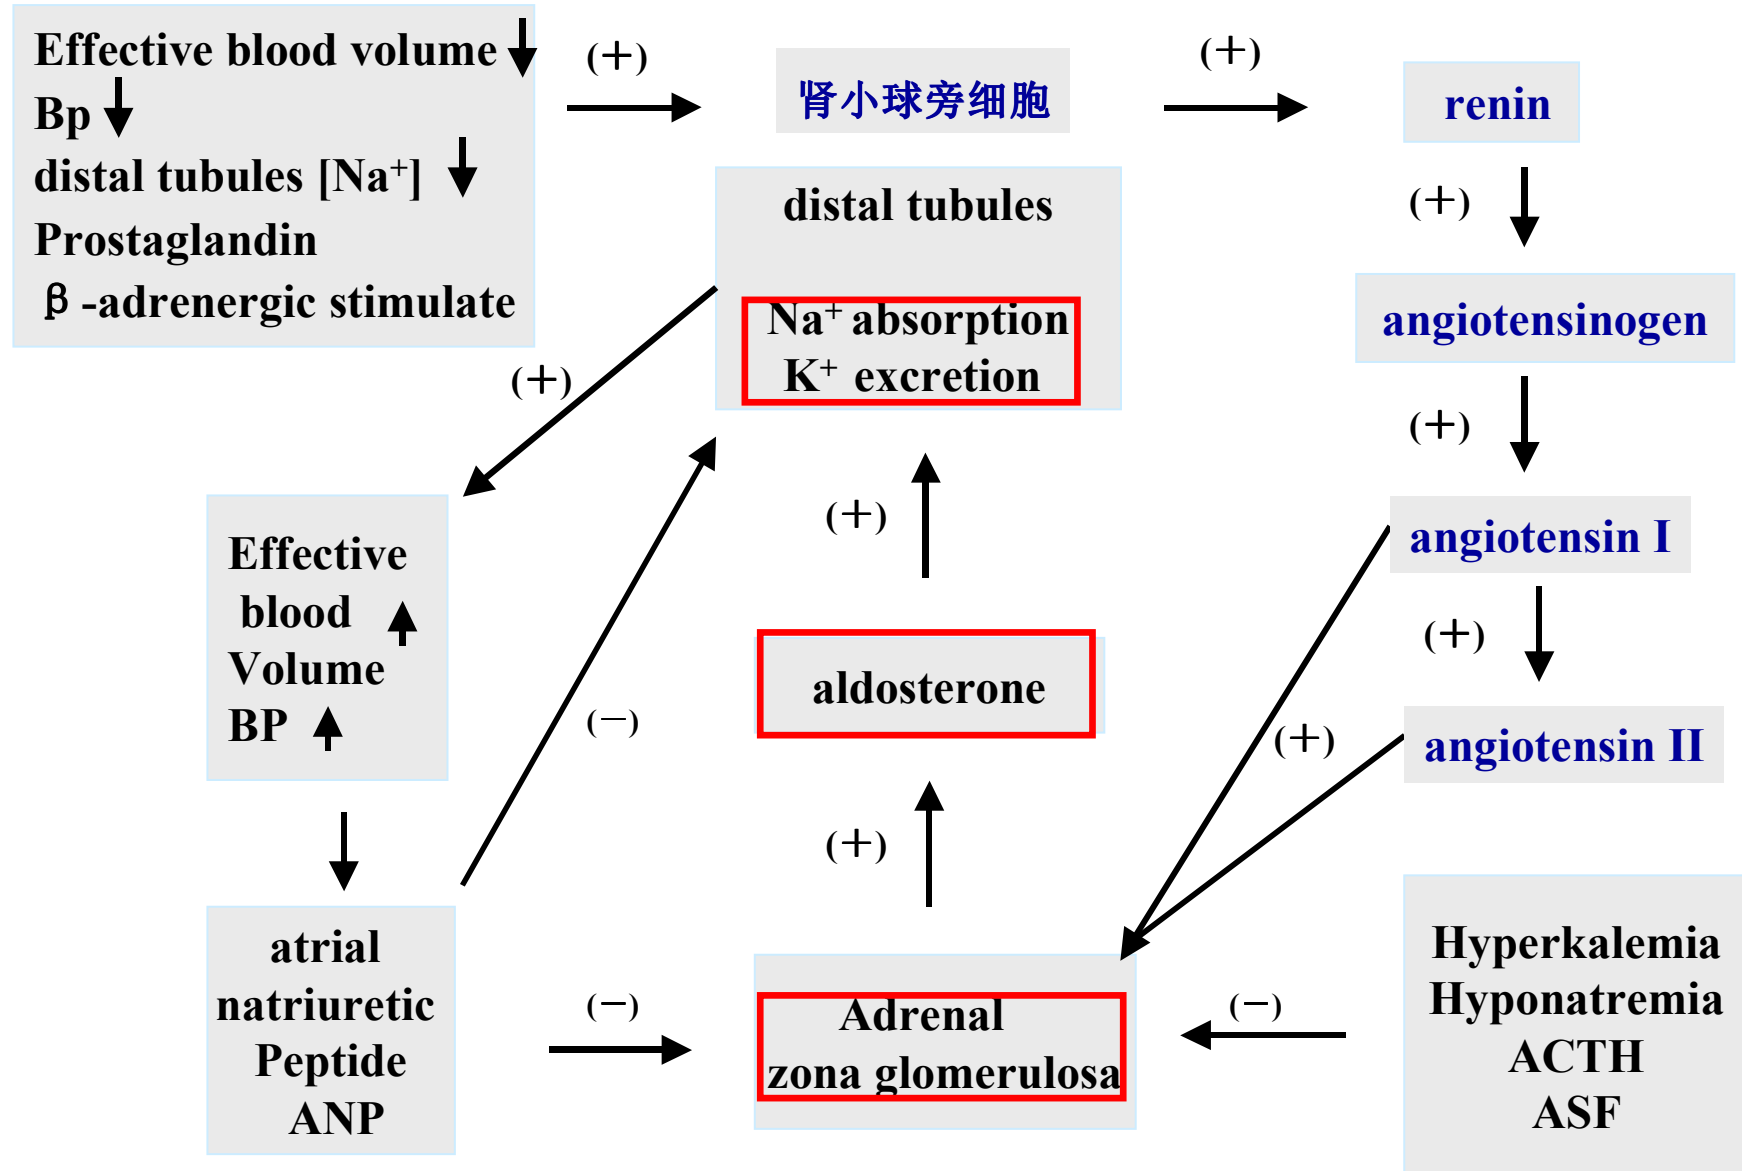 Effective blood volume
Bp
distal tubules [Na⁺]
Prostaglandin
β-adrenergic stimulate
(+)
肾小球旁细胞
(+)
renin
(+)
angiotensinogen
(+)
angiotensin I
(+)
angiotensin II
(+)
distal tubules
Na⁺ absorption
K⁺ excretion
(+)
(+)
aldosterone
(+)
Effective
blood
Volume
BP
(−)
atrial
natriuretic
Peptide
ANP
(−)
Adrenal
zona glomerulosa
(−)
Hyperkalemia
Hyponatremia
ACTH
ASF